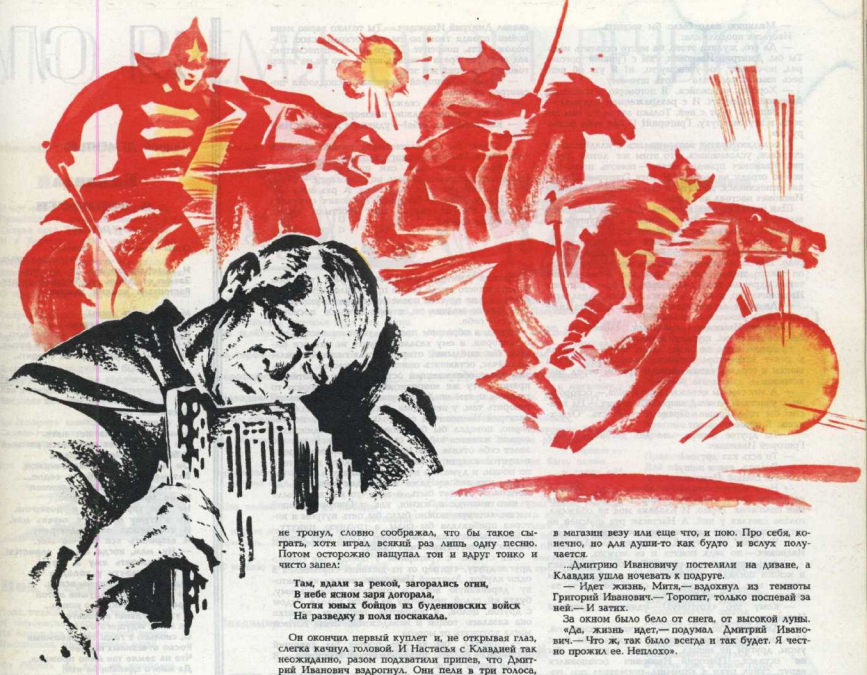 не тронул, словно соображал, что бы такое сы-
грать, хотя играл всякий раз лишь одну песню.
Потом осторожно нащупал тон и вдруг тонко и
чисто запел:
Там, вдали за рекой, загорались огни,
В небе ясном заря догорала,
Сотня юных бойцов из буденновских войск
На разведку в поля поскакала.
Он окончил первый куплет и, не открывая глаз,
слегка качнул головой. И Настасья с Клавдией так
неожиданно, разом подхватили припев, что Дмит-
рий Иванович вздрогнул. Они пели в три голоса,
в магазин везу или еще что, и пою. Про себя, ко-
нечно, но для души-то как будто и вслух полу-
чается.
...Дмитрию Ивановичу постелили на диване, а
Клавдия ушла ночевать к подруге.
— Идет жизнь, Митя,— вздохнул из темноты
Григорий Иванович.— Торопит, только поспевай за
ней.— И затих.
За окном было бело от снега, от высокой луны.
«Да, жизнь идет,— подумал Дмитрий Ивано-
вич.— Что ж, так было всегда и так будет. Я чест-
но прожил ее. Неплохо».